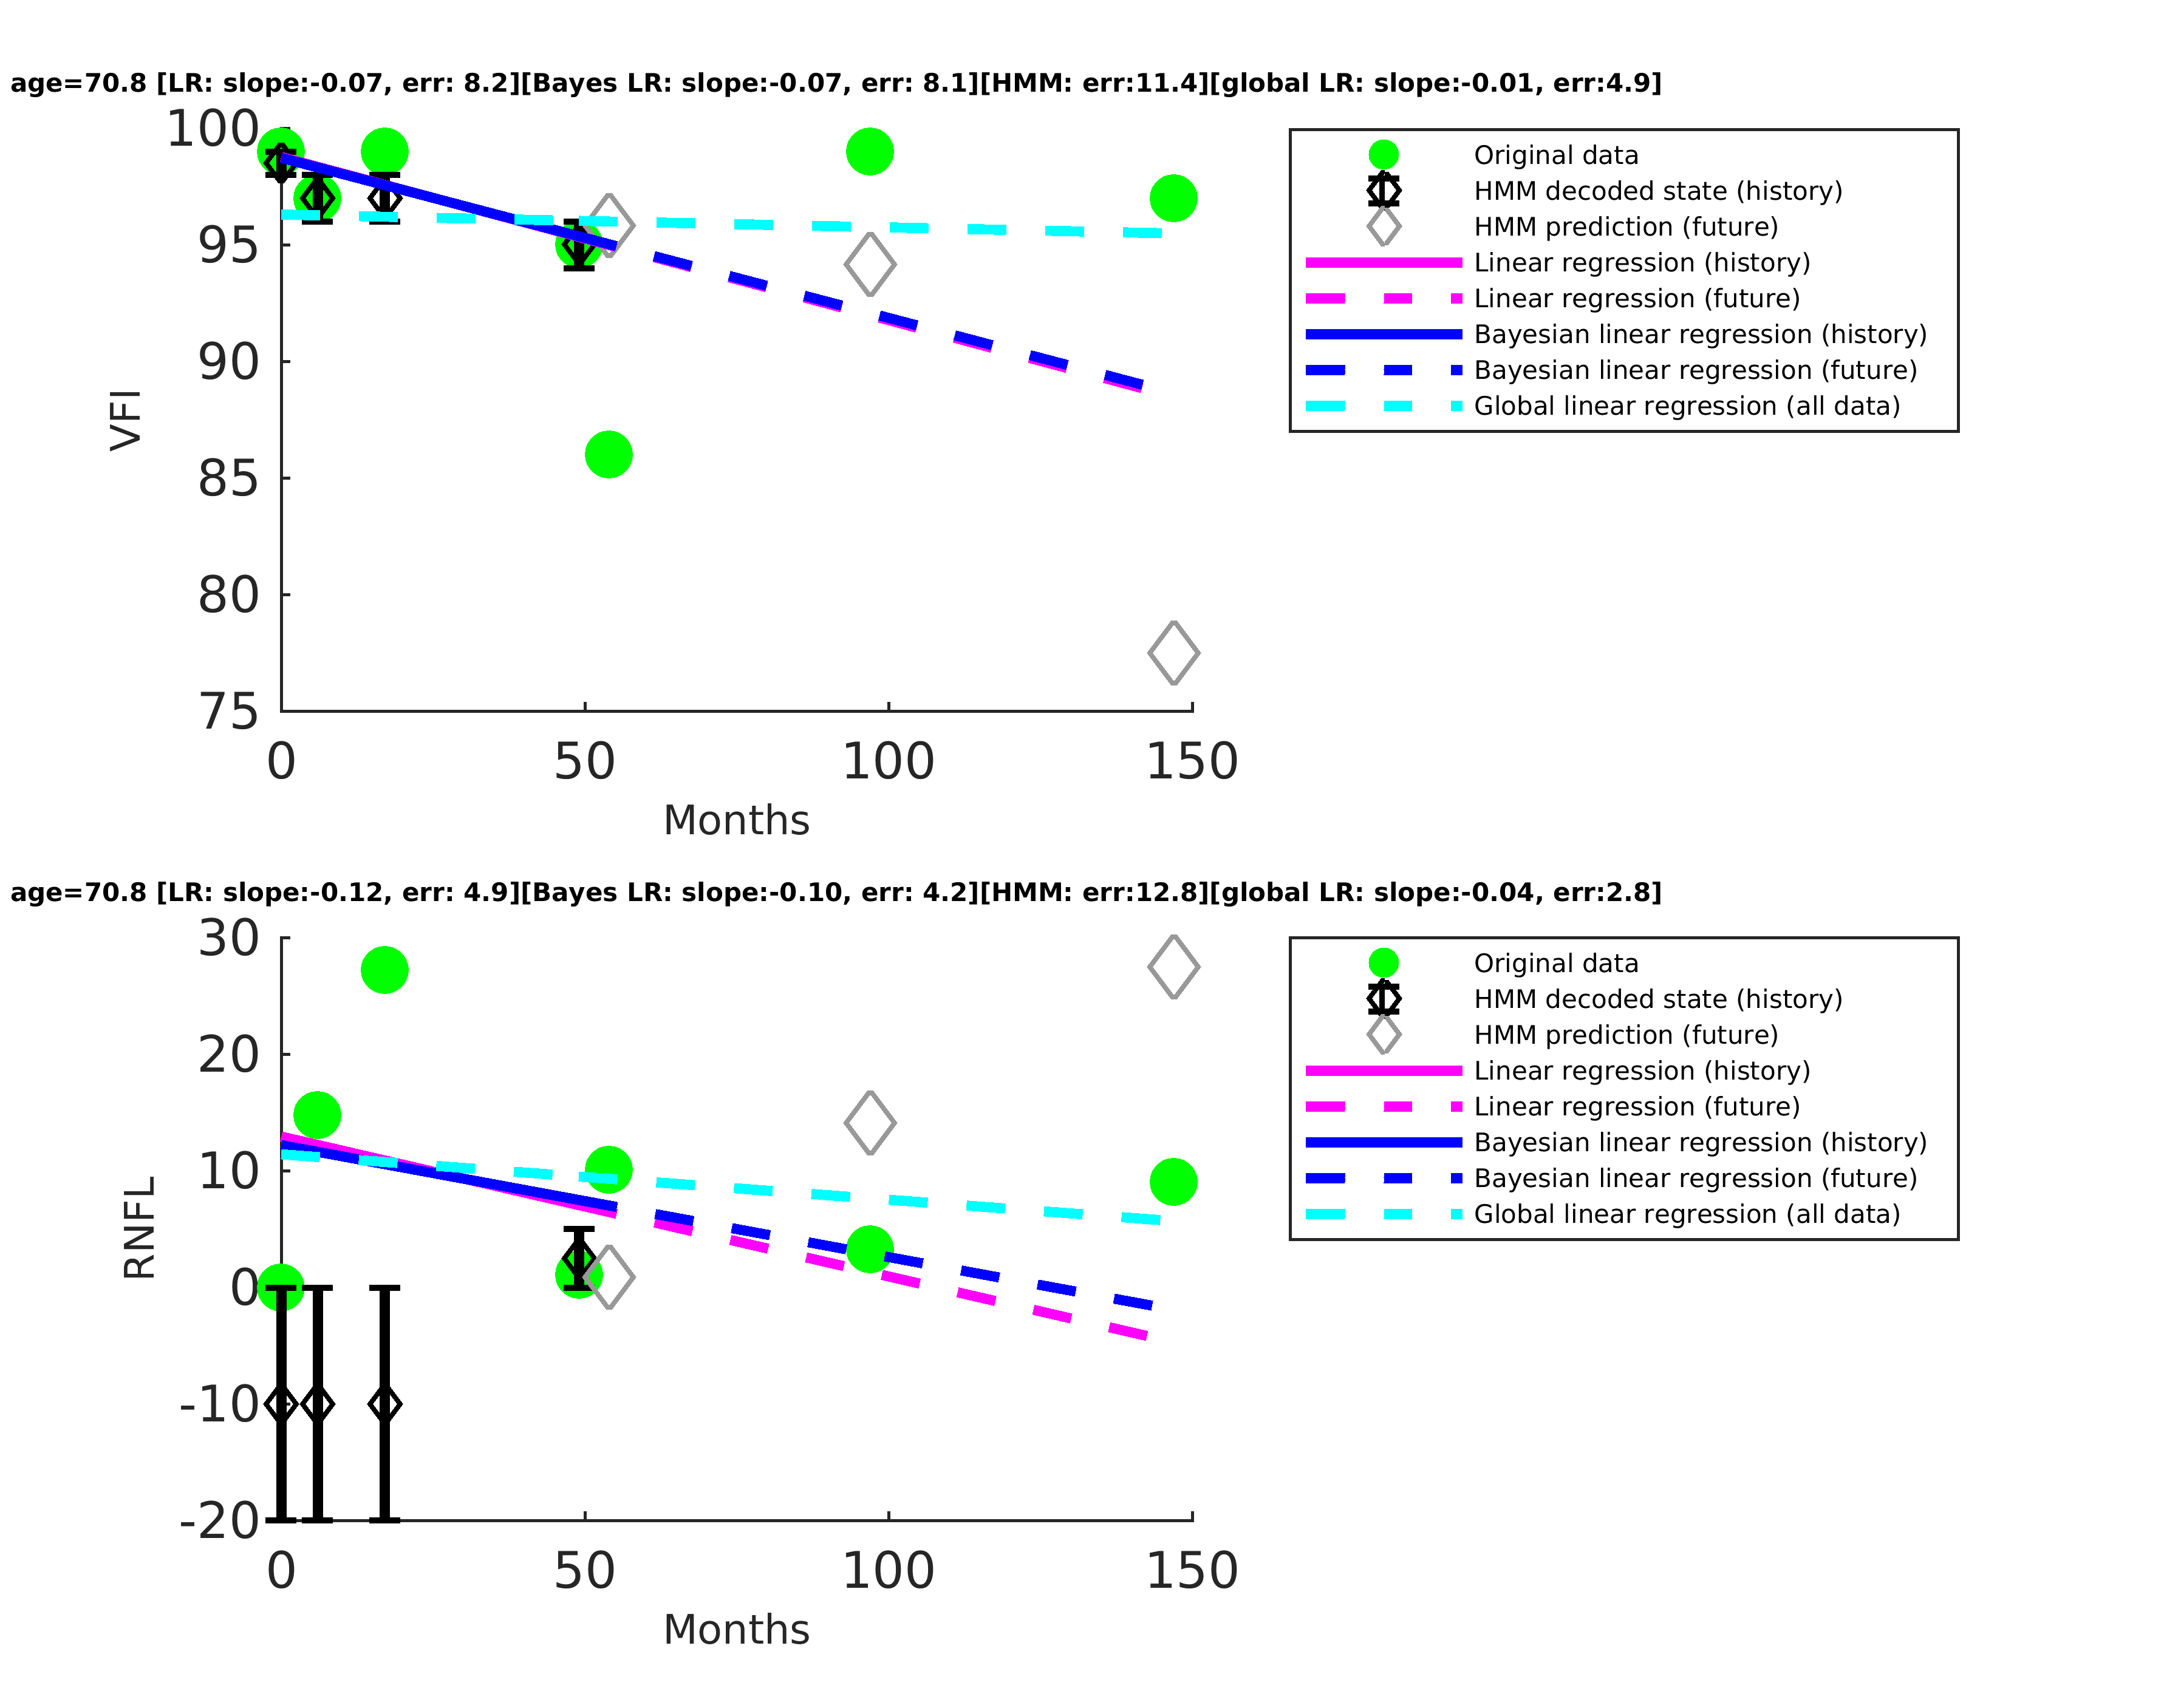 age=70.8 [LR: slope:-0.07, err: 8.2][Bayes LR: slope:-0.07, err: 8.1][HMM: err:11.4][global LR: slope:-0.01, err:4.9]
100
95
90
85
80
75
VFI
0 50 100 150
Months
Original data
HMM decoded state (history)
HMM prediction (future)
Linear regression (history)
Linear regression (future)
Bayesian linear regression (history)
Bayesian linear regression (future)
Global linear regression (all data)
age=70.8 [LR: slope:-0.12, err: 4.9][Bayes LR: slope:-0.10, err: 4.2][HMM: err:12.8][global LR: slope:-0.04, err:2.8]
30
20
10
0
-10
-20
RNFL
0 50 100 150
Months
Original data
HMM decoded state (history)
HMM prediction (future)
Linear regression (history)
Linear regression (future)
Bayesian linear regression (history)
Bayesian linear regression (future)
Global linear regression (all data)